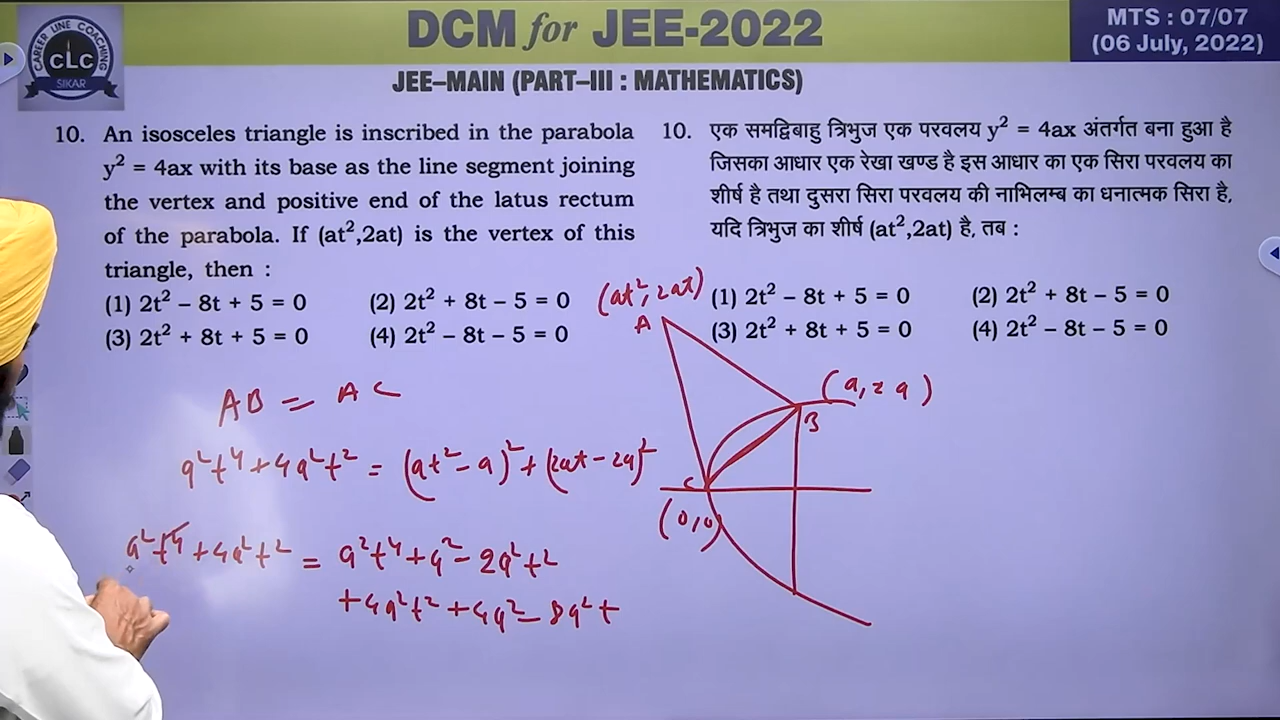 DCM for JEE-2022
MTS : 07/07
(06 July, 2022)
CAREER LINE COACHING
CLC
SIKAR
JEE–MAIN (PART–III : MATHEMATICS)
10. An isosceles triangle is inscribed in the parabola
y² = 4ax with its base as the line segment joining
the vertex and positive end of the latus rectum
of the parabola. If (at²,2at) is the vertex of this
triangle, then :
(1) 2t² – 8t + 5 = 0 (2) 2t² + 8t – 5 = 0
(3) 2t² + 8t + 5 = 0 (4) 2t² – 8t – 5 = 0
10. एक समद्विबाहु त्रिभुज एक परवलय y² = 4ax अंतर्गत बना हुआ है
जिसका आधार एक रेखा खण्ड है इस आधार का एक सिरा परवलय का
शीर्ष है तथा दुसरा सिरा परवलय की नाभिलम्ब का धनात्मक सिरा है,
यदि त्रिभुज का शीर्ष (at²,2at) है, तब :
(1) 2t² – 8t + 5 = 0 (2) 2t² + 8t – 5 = 0
(3) 2t² + 8t + 5 = 0 (4) 2t² – 8t – 5 = 0
(at², 2at)
A
(a, 2a)
B
C
(0,0)
AB = AC
a²t⁴ + 4a²t² = (at² – a)² + (2at – 2a)²
a²t⁴ + 4a²t² = a²t⁴ + a² – 2a²t²
+ 4a²t² + 4a² – 8a²t